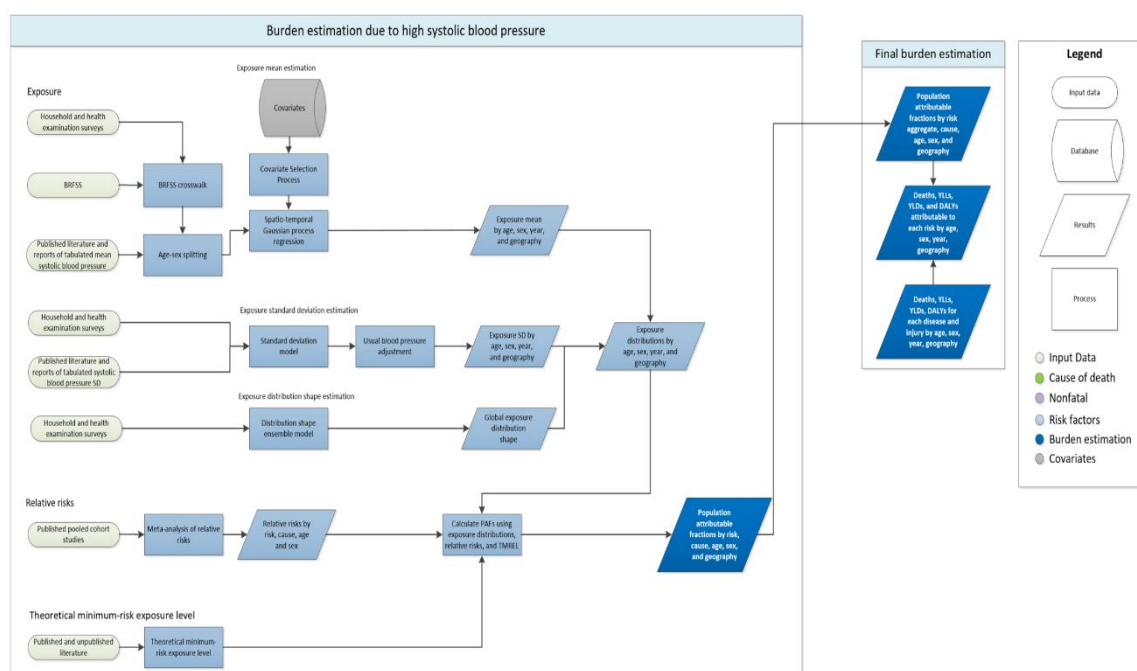 Burden estimation due to high systolic blood pressure
Exposure mean estimation
Exposure
Covariates
Household and health
examination surveys
BRFSS
BRFSS crosswalk
Covariate Selection
Process
Published literature and
reports of tabulated mean
systolic blood pressure
Age-sex splitting
Spatio-temporal
Gaussian process
regression
Exposure mean
by age, sex, year,
and geography
Exposure standard deviation estimation
Household and health
examination surveys
Published literature and
reports of tabulated systolic
blood pressure SD
Standard deviation
model
Usual blood pressure
adjustment
Exposure SD by
age, sex, year,
and geography
Exposure
distributions by
age, sex, year, and
geography
Exposure distribution shape estimation
Household and health
examination surveys
Distribution shape
ensemble model
Global exposure
distribution
shape
Relative risks
Published pooled cohort
studies
Meta-analysis of relative
risks
Relative risks by
risk, cause, age
and sex
Calculate PAFs using
exposure distributions,
relative risks, and TMREL
Population
attributable
fractions by risk,
cause, age, sex,
and geography
Theoretical minimum-risk exposure level
Published and unpublished
literature
Theoretical minimum-
risk exposure level
Final burden estimation
Population
attributable
fractions by risk
aggregate, cause,
age, sex, and
geography
Deaths, YLLs,
YLDs, and DALYs
attributable to
each risk by age,
sex, year,
geography
Deaths, YLLs,
YLDs, DALYs for
each disease and
injury by age, sex,
year, geography
Legend
Input data
Database
Results
Process
Input Data
Cause of death
Nonfatal
Risk factors
Burden estimation
Covariates